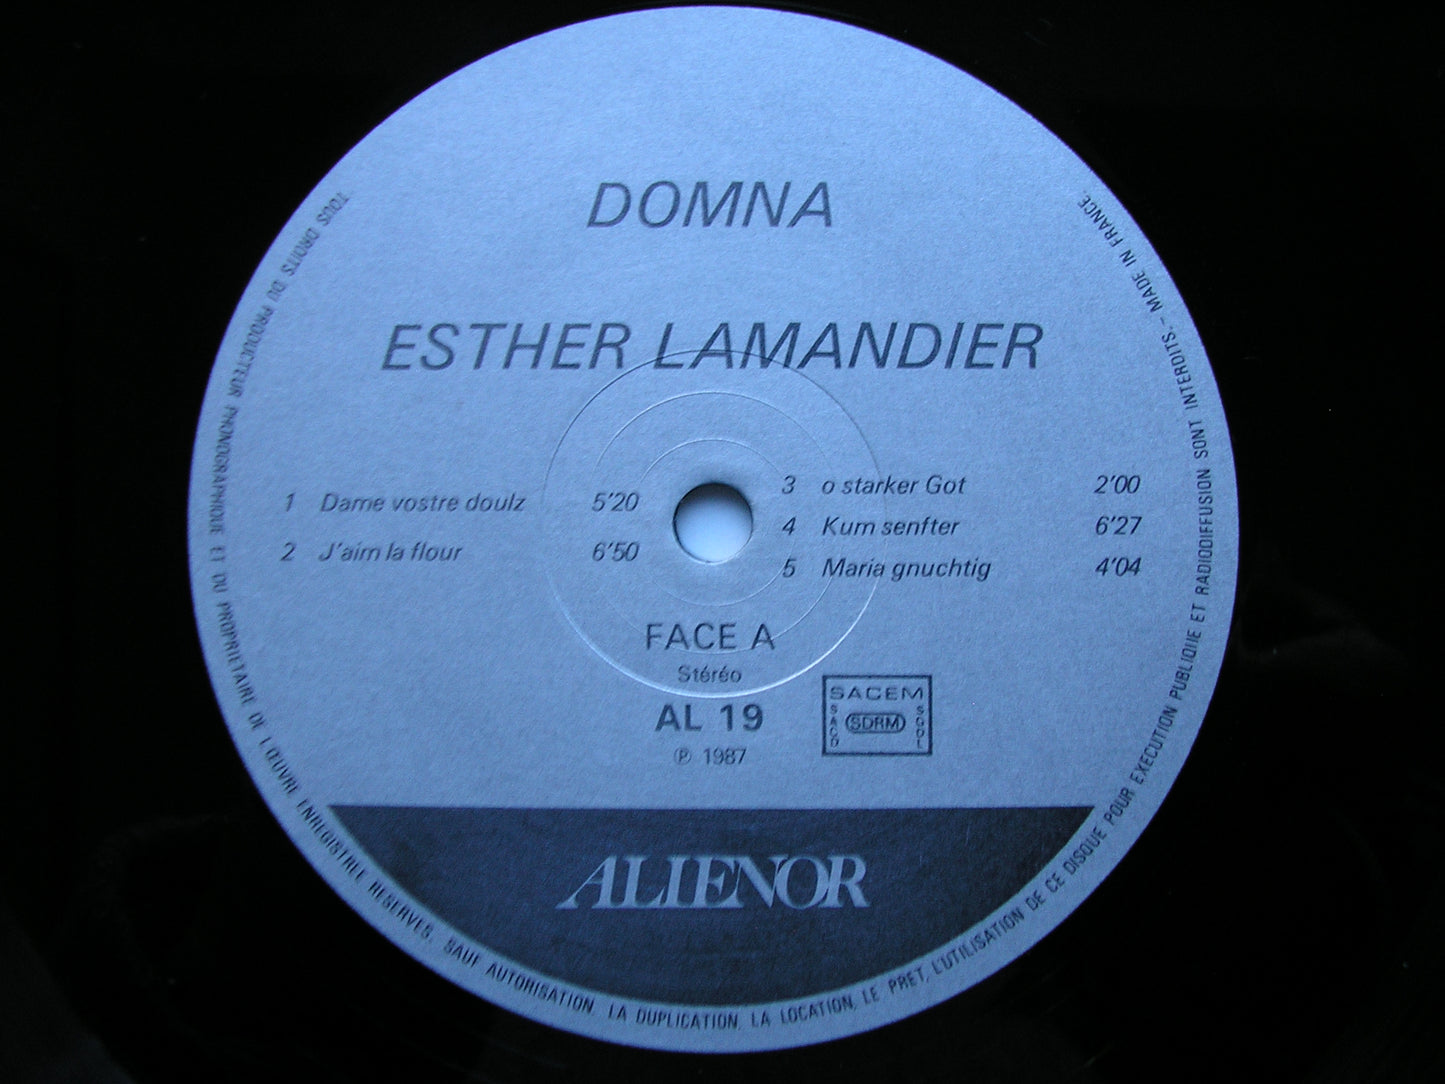 DOMNA
ESTHER LAMANDIER
1 Dame vostre doulz 5'20
2 J'aim la flour 6'50
3 o starker Got 2'00
4 Kum senfter 6'27
5 Maria gnuchtig 4'04
FACE A
Stéréo
AL 19
℗ 1987
SACEM
SACD
SDRM
SGDL
ALIENOR
TOUS DROITS DU PRODUCTEUR PHONOGRAPHIQUE ET DU PROPRIETAIRE DE L'ŒUVRE ENREGISTREE RESERVES. SAUF AUTORISATION, LA DUPLICATION, LA LOCATION, LE PRET, L'UTILISATION DE CE DISQUE POUR EXECUTION PUBLIQUE ET RADIODIFFUSION SONT INTERDITS. – MADE IN FRANCE.